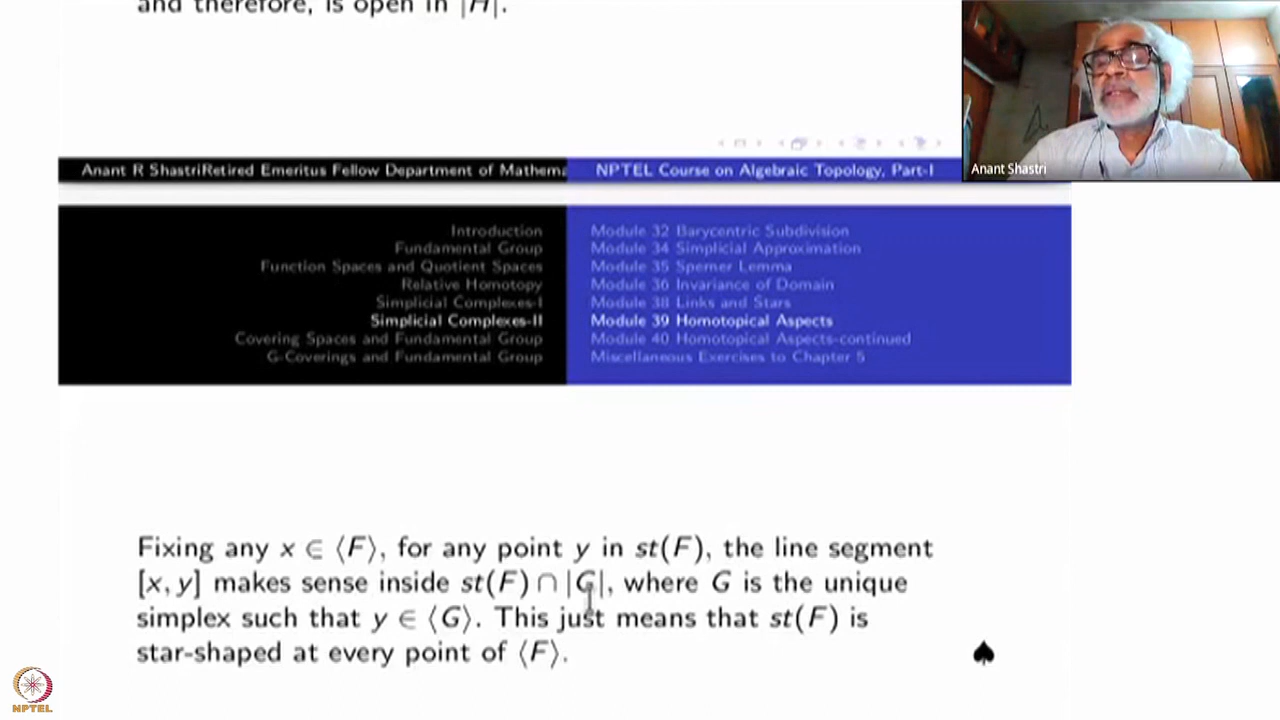 and therefore, is open in |H|.
Anant Shastri
Anant R ShastriRetired Emeritus Fellow Department of Mathema
NPTEL Course on Algebraic Topology, Part-I
Introduction
Fundamental Group
Function Spaces and Quotient Spaces
Relative Homotopy
Simplicial Complexes-I
Simplicial Complexes-II
Covering Spaces and Fundamental Group
G-Coverings and Fundamental Group
Module 32 Barycentric Subdivision
Module 34 Simplicial Approximation
Module 35 Sperner Lemma
Module 36 Invariance of Domain
Module 38 Links and Stars
Module 39 Homotopical Aspects
Module 40 Homotopical Aspects-continued
Miscellaneous Exercises to Chapter 5
Fixing any x ∈ ⟨F⟩, for any point y in st(F), the line segment
[x, y] makes sense inside st(F) ∩ |G|, where G is the unique
simplex such that y ∈ ⟨G⟩. This just means that st(F) is
star-shaped at every point of ⟨F⟩. ♠
NPTEL